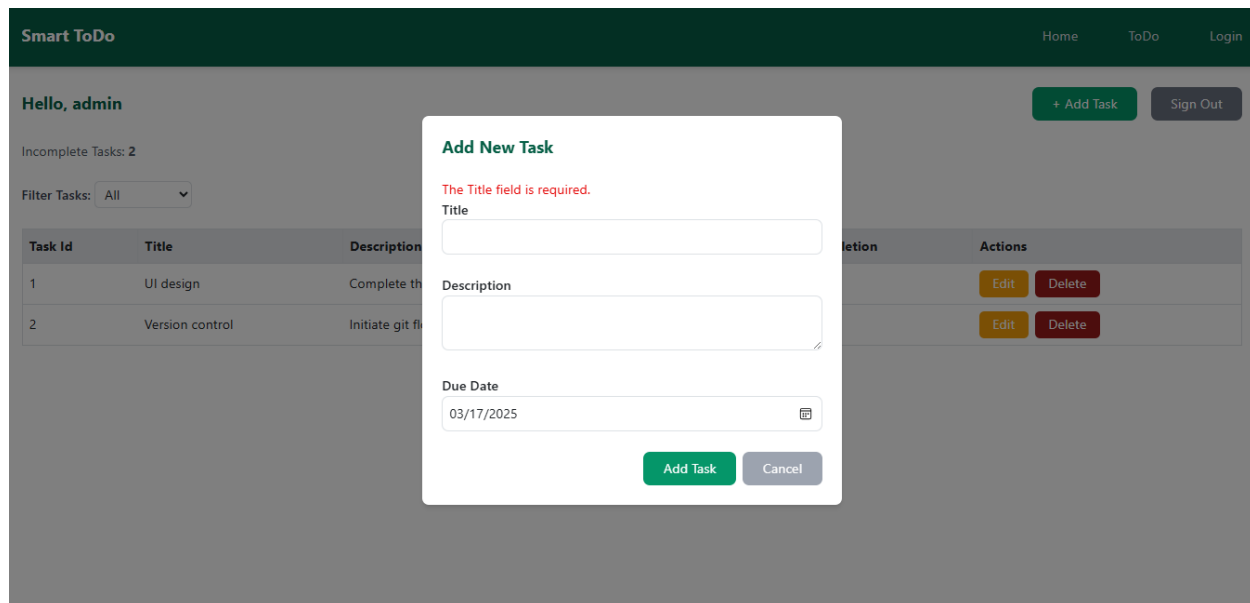 Smart ToDo Home ToDo Login
Hello, admin + Add Task Sign Out
Incomplete Tasks: 2
Filter Tasks: All
Task Id Title Description letion Actions
1 UI design Complete th Edit Delete
2 Version control Initiate git fl Edit Delete
Add New Task
The Title field is required.
Title
Description
Due Date
03/17/2025
Add Task Cancel